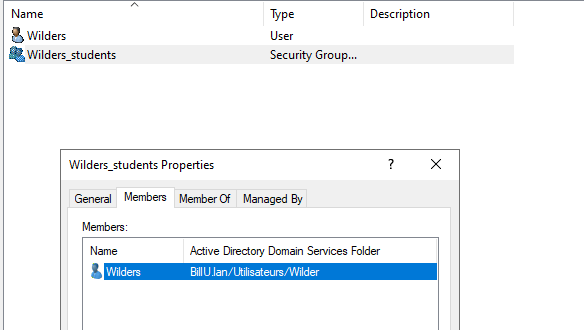 Name Type Description
Wilders User
Wilders_students Security Group...
Wilders_students Properties
General Members Member Of Managed By
Members:
Name Active Directory Domain Services Folder
Wilders BillU.lan/Utilisateurs/Wilder